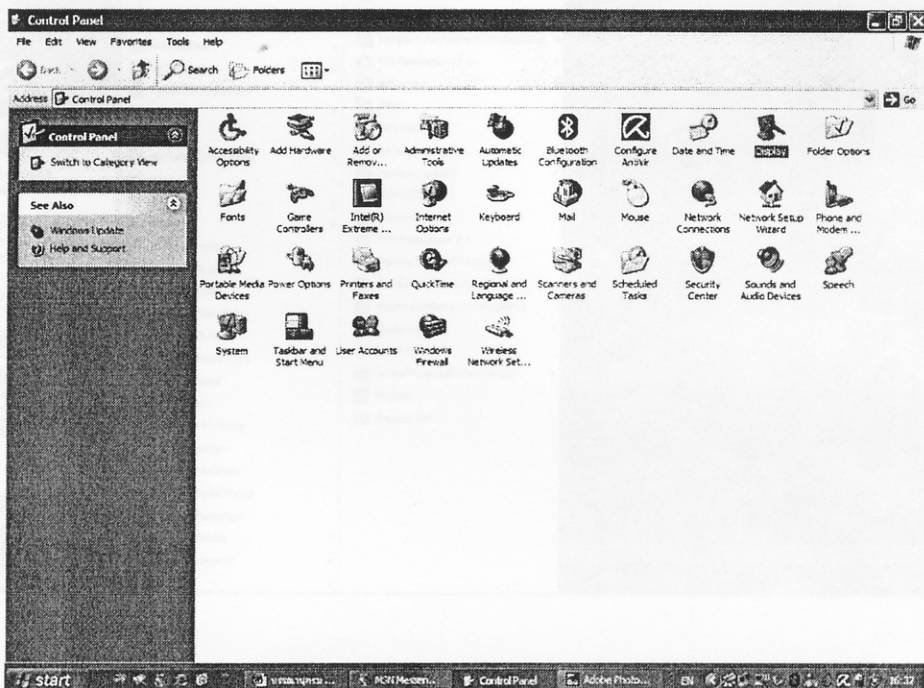 Control Panel
File Edit View Favorites Tools Help
Back Search Folders
Address Control Panel Go
Control Panel
Switch to Category View
See Also
Windows Update
Help and Support
Accessibility Options
Add Hardware
Add or Remov...
Administrative Tools
Automatic Updates
Bluetooth Configuration
Configure AntiVir
Date and Time
Display
Folder Options
Fonts
Game Controllers
Intel(R) Extreme ...
Internet Options
Keyboard
Mail
Mouse
Network Connections
Network Setup Wizard
Phone and Modem ...
Portable Media Devices
Power Options
Printers and Faxes
QuickTime
Regional and Language ...
Scanners and Cameras
Scheduled Tasks
Security Center
Sounds and Audio Devices
Speech
System
Taskbar and Start Menu
User Accounts
Windows Firewall
Wireless Network Set...
start MSN Messen... Control Panel Adobe Photo... EN